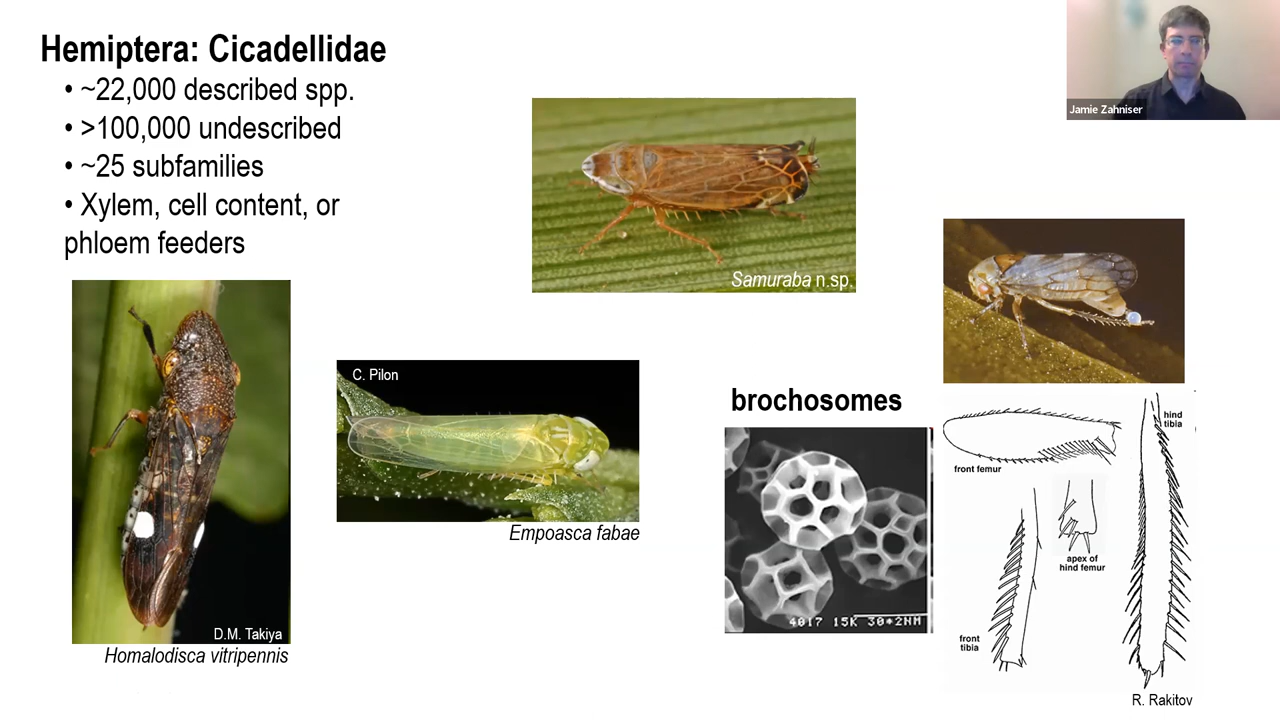 Hemiptera: Cicadellidae
• ~22,000 described spp.
• >100,000 undescribed
• ~25 subfamilies
• Xylem, cell content, or
phloem feeders
Jamie Zahniser
Samuraba n.sp.
C. Pilon
Empoasca fabae
D.M. Takiya
Homalodisca vitripennis
brochosomes
4017 15K 30*2NM
hind
tibia
front femur
apex of
hind femur
front
tibia
R. Rakitov